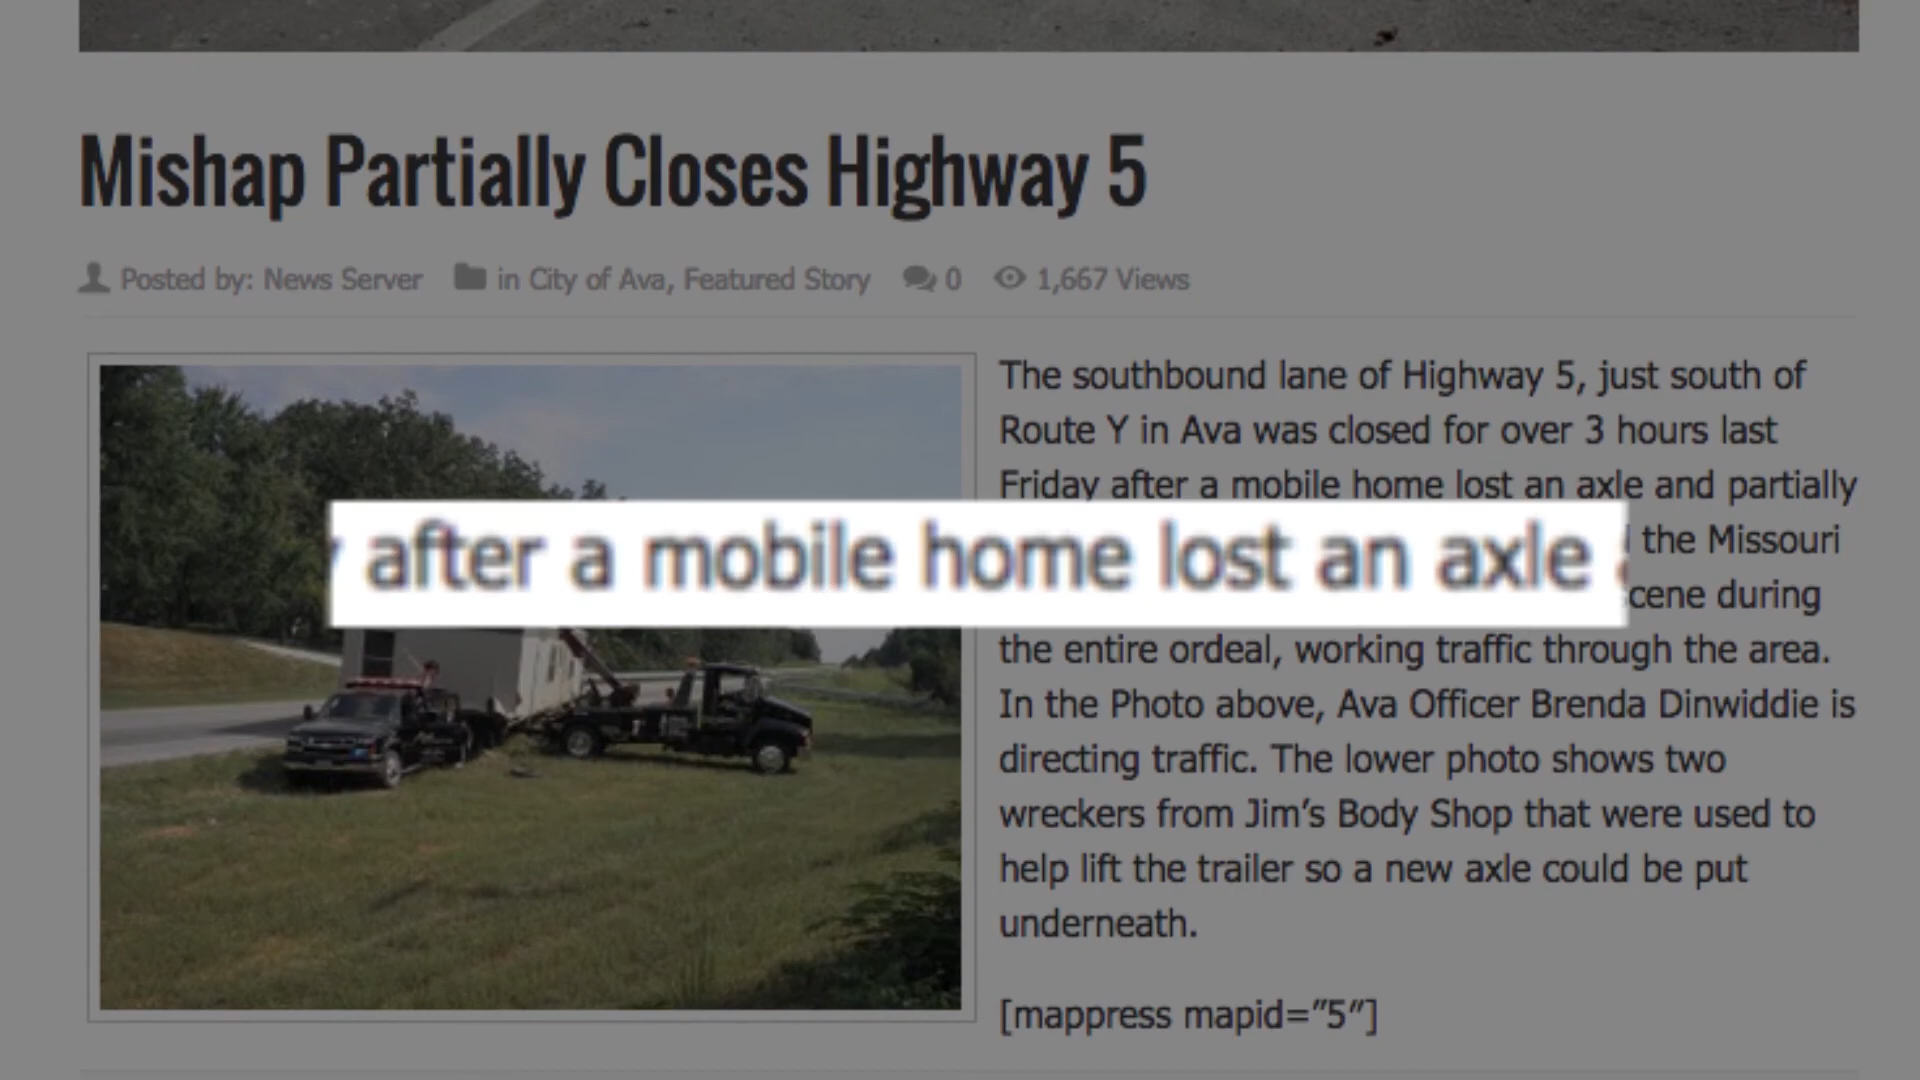 Mishap Partially Closes Highway 5
Posted by: News Server in City of Ava, Featured Story 0 1,667 Views
The southbound lane of Highway 5, just south of
Route Y in Ava was closed for over 3 hours last
Friday after a mobile home lost an axle and partially
after a mobile home lost an axle
the Missouri
during
the entire ordeal, working traffic through the area.
In the Photo above, Ava Officer Brenda Dinwiddie is
directing traffic. The lower photo shows two
wreckers from Jim's Body Shop that were used to
help lift the trailer so a new axle could be put
underneath.
[mappress mapid=”5″]